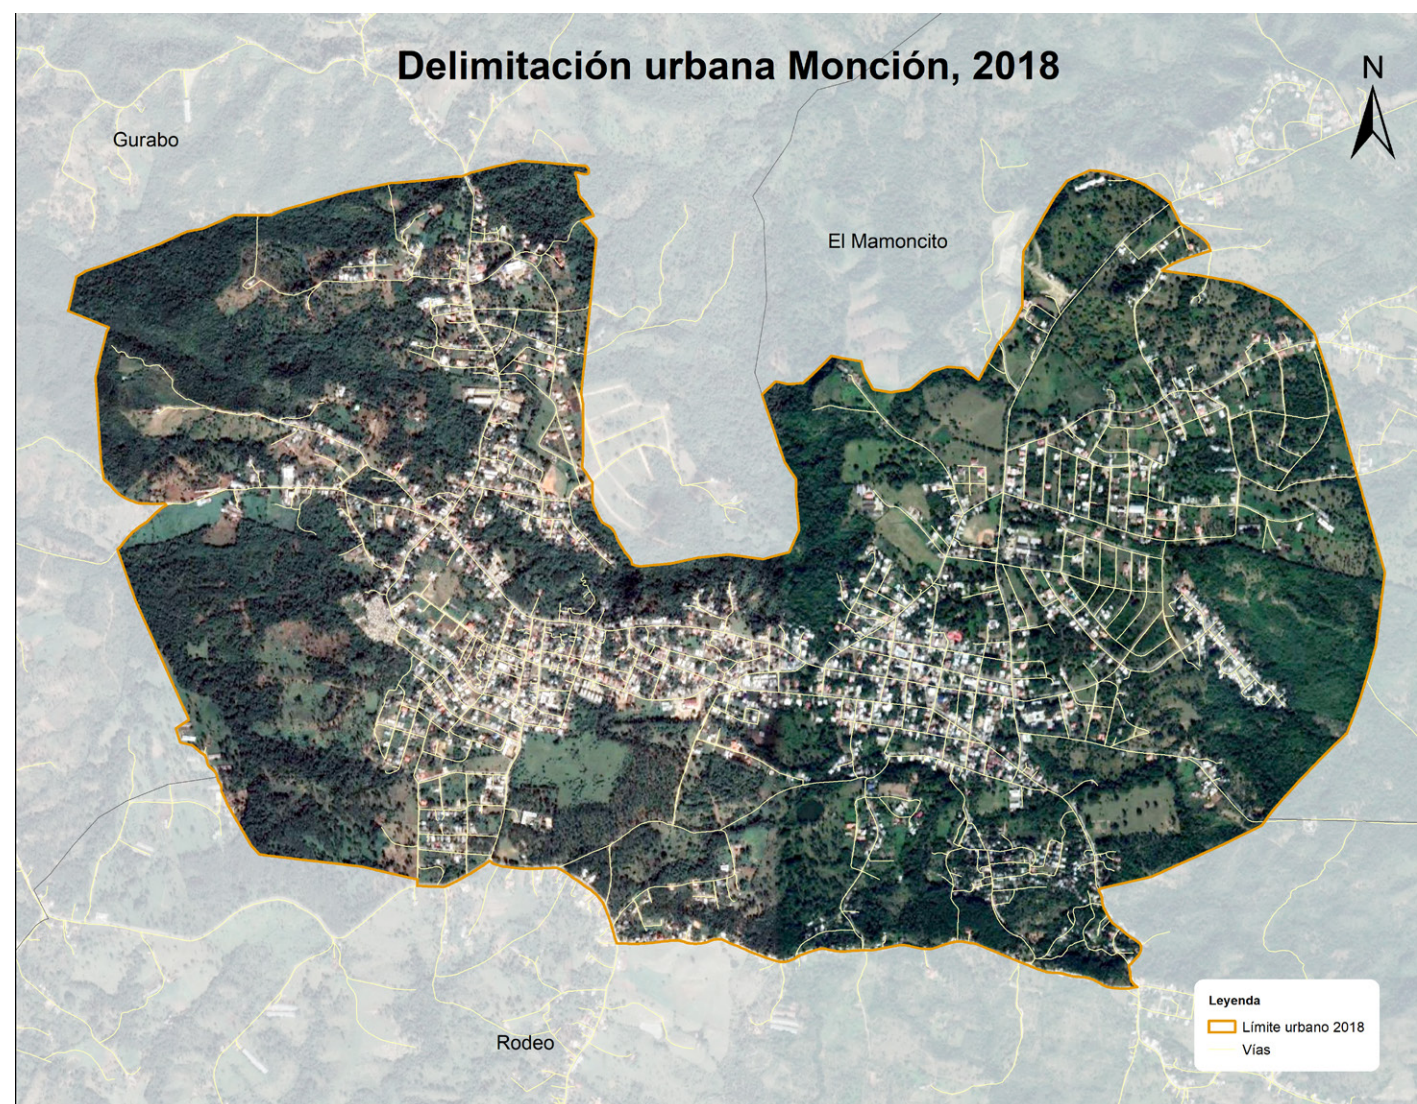 Delimitación urbana Monción, 2018
N
Gurabo
El Mamoncito
Rodeo
Leyenda
Límite urbano 2018
Vías